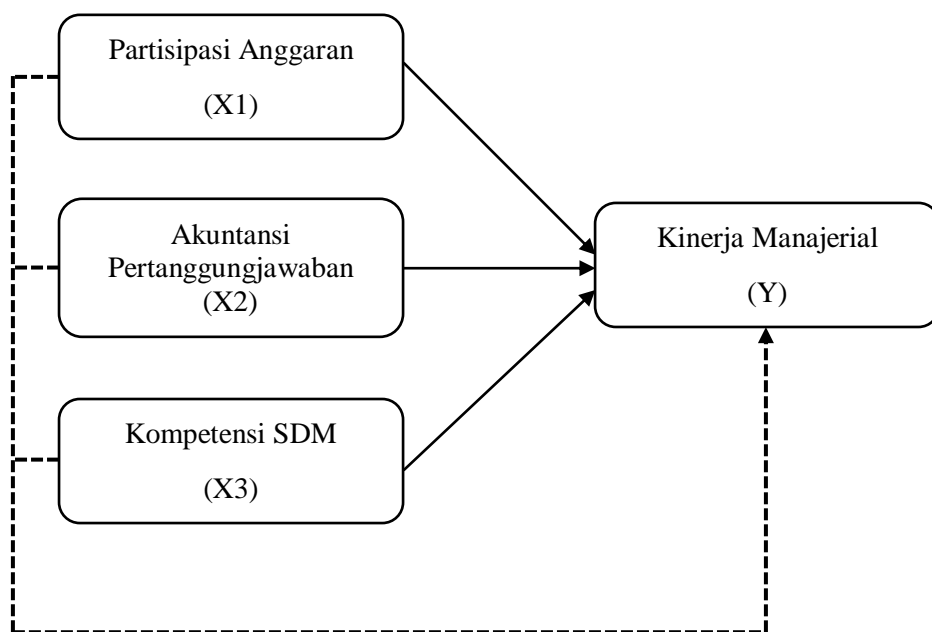 Partisipasi Anggaran
(X1)
Akuntansi
Pertanggungjawaban
(X2)
Kompetensi SDM
(X3)
Kinerja Manajerial
(Y)